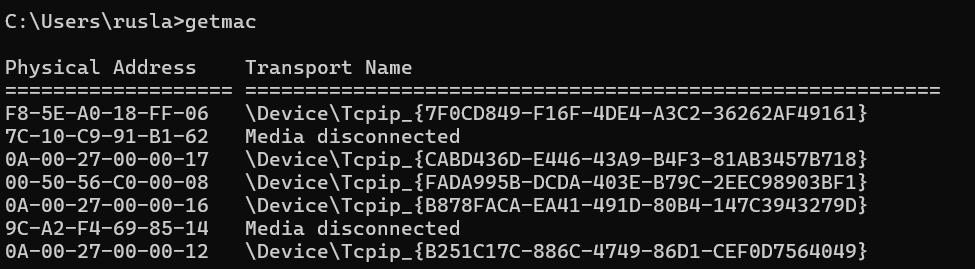 C:\Users\rusla>getmac
Physical Address    Transport Name
=================== ==========================================================
F8-5E-A0-18-FF-06   \Device\Tcpip_{7F0CD849-F16F-4DE4-A3C2-36262AF49161}
7C-10-C9-91-B1-62   Media disconnected
0A-00-27-00-00-17   \Device\Tcpip_{CABD436D-E446-43A9-B4F3-81AB3457B718}
00-50-56-C0-00-08   \Device\Tcpip_{FADA995B-DCDA-403E-B79C-2EEC98903BF1}
0A-00-27-00-00-16   \Device\Tcpip_{B878FACA-EA41-491D-80B4-147C3943279D}
9C-A2-F4-69-85-14   Media disconnected
0A-00-27-00-00-12   \Device\Tcpip_{B251C17C-886C-4749-86D1-CEF0D7564049}